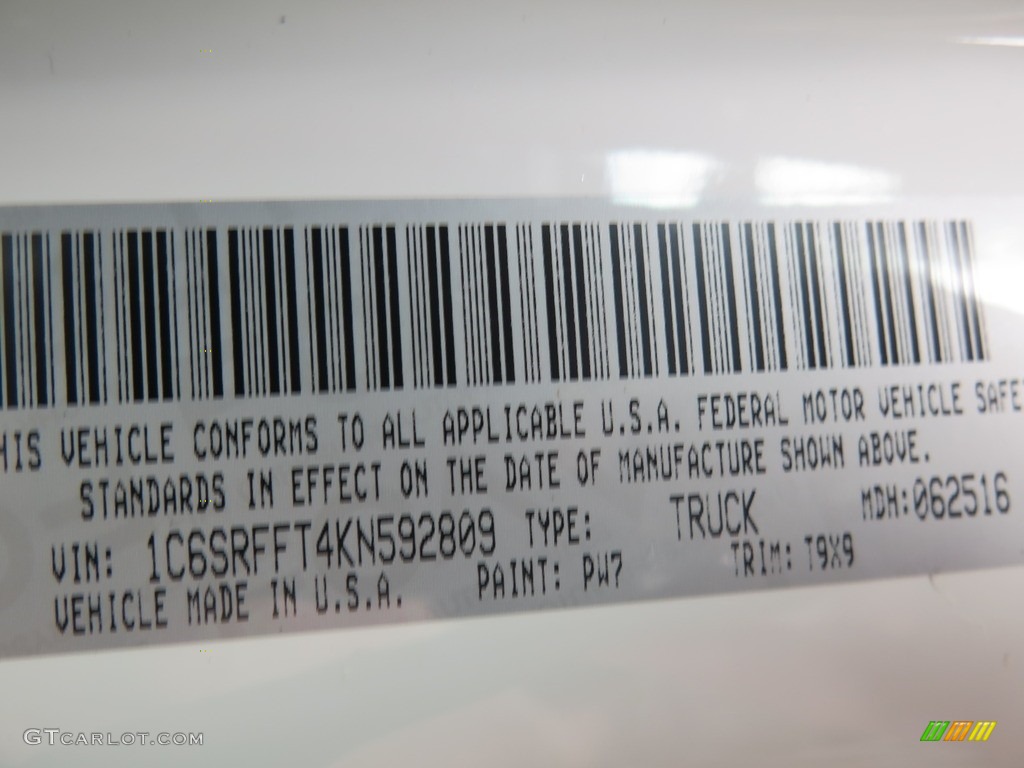 HIS VEHICLE CONFORMS TO ALL APPLICABLE U.S.A. FEDERAL MOTOR VEHICLE SAFE
STANDARDS IN EFFECT ON THE DATE OF MANUFACTURE SHOWN ABOVE.
VIN: 1C6SRFFT4KN592809 TYPE: TRUCK MDH:062516
VEHICLE MADE IN U.S.A. PAINT: PW7 TRIM: T9X9
GTCARLOT.COM